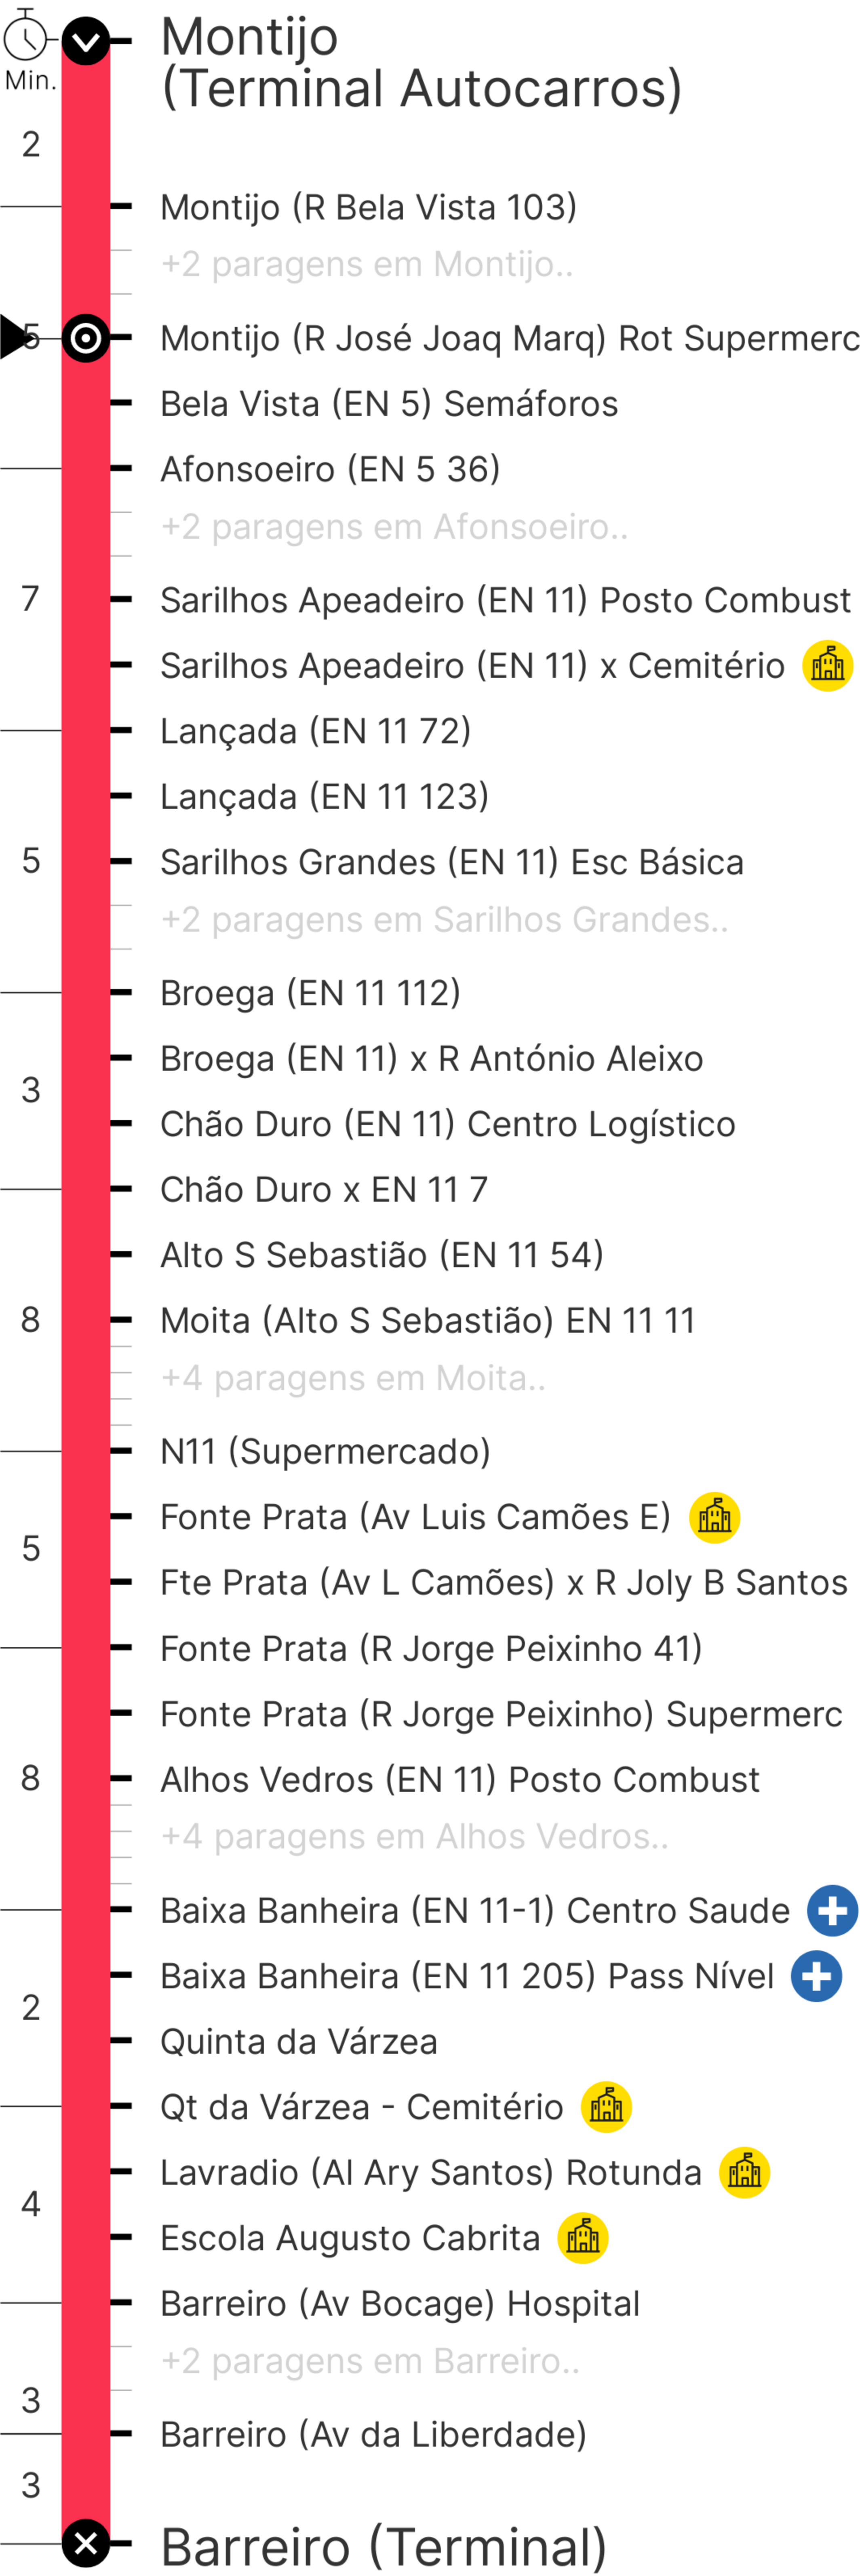 Montijo
(Terminal Autocarros)
Min.
2
Montijo (R Bela Vista 103)
+2 paragens em Montijo..
5
Montijo (R José Joaq Marq) Rot Supermerc
Bela Vista (EN 5) Semáforos
Afonsoeiro (EN 5 36)
+2 paragens em Afonsoeiro..
7
Sarilhos Apeadeiro (EN 11) Posto Combust
Sarilhos Apeadeiro (EN 11) x Cemitério
Lançada (EN 11 72)
Lançada (EN 11 123)
5
Sarilhos Grandes (EN 11) Esc Básica
+2 paragens em Sarilhos Grandes..
Broega (EN 11 112)
Broega (EN 11) x R António Aleixo
3
Chão Duro (EN 11) Centro Logístico
Chão Duro x EN 11 7
Alto S Sebastião (EN 11 54)
8
Moita (Alto S Sebastião) EN 11 11
+4 paragens em Moita..
N11 (Supermercado)
Fonte Prata (Av Luis Camões E)
5
Fte Prata (Av L Camões) x R Joly B Santos
Fonte Prata (R Jorge Peixinho 41)
Fonte Prata (R Jorge Peixinho) Supermerc
8
Alhos Vedros (EN 11) Posto Combust
+4 paragens em Alhos Vedros..
Baixa Banheira (EN 11-1) Centro Saude
Baixa Banheira (EN 11 205) Pass Nível
2
Quinta da Várzea
Qt da Várzea - Cemitério
Lavradio (Al Ary Santos) Rotunda
4
Escola Augusto Cabrita
Barreiro (Av Bocage) Hospital
+2 paragens em Barreiro..
3
Barreiro (Av da Liberdade)
3
Barreiro (Terminal)